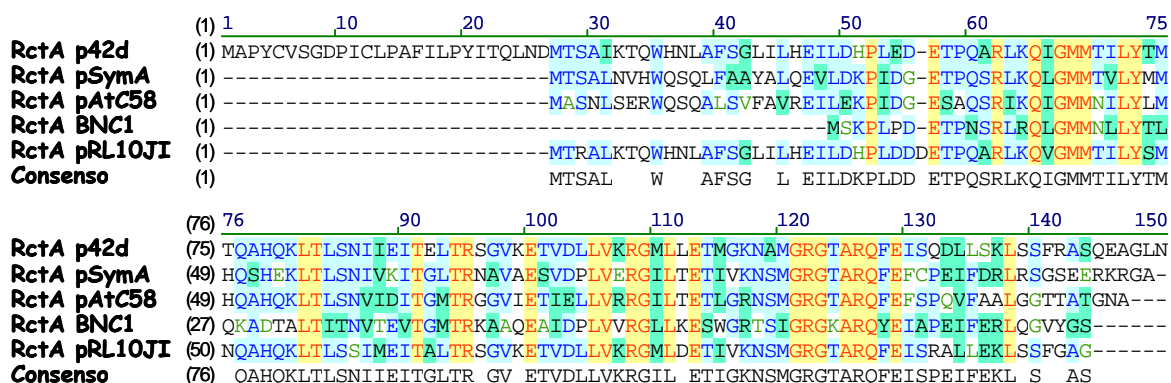 (1) 1 10 20 30 40 50 60 75
RctA p42d (1) MAPYCVSGDPICLPAFILPYITQLNDMTSAIKTQWHNLAFSGLILHEILDHPLED-ETPQARLKQIGMMTILYTM
RctA pSymA (1) --------------------------MTSALNVHWQSQLFAAYALQEVLDKPIDG-ETPQSRLKQLGMMTVLYMM
RctA pAtC58 (1) --------------------------MASNLSERWQSQALSVFAVREILEKPIDG-ESAQSRIKQIGMMNILYLM
RctA BNC1 (1) ------------------------------------------------MSKPLPD-ETPNSRLRQLGMMNLLYTL
RctA pRL10JI (1) --------------------------MTRALKTQWHNLAFSGLILHEILDHPLDDDETPQARLKQVGMMTILYSM
Consenso (1) MTSAL W AFSG L EILDKPLDD ETPQSRLKQIGMMTILYTM
(76) 76 90 100 110 120 130 140 150
RctA p42d (75) TQAHQKLTLSNIIEITELTRSGVKETVDLLVKRGMLLETMGKNAMGRGTARQFEISQDLLSKLSSFRASQEAGLN
RctA pSymA (49) HQSHEKLTLSNIVKITGLTRNAVAESVDPLVERGILTETIVKNSMGRGTARQFEFCPEIFDRLRSGSEERKRGA-
RctA pAtC58 (49) HQAHQKLTLSNVIDITGMTRGGVIETIELLVRRGILTETLGRNSMGRGTARQFEFSPQVFAALGGTTATGNA---
RctA BNC1 (27) QKADTALTITNVTEVTGMTRKAAQEAIDPLVVRGLLKESWGRTSIGRGKARQYEIAPEIFERLQGVYGS------
RctA pRL10JI (50) NQAHQKLTLSSIMEITALTRSGVKETVDLLVKRGMLDETIVKNSMGRGTARQFEISRALLEKLSSFGAG------
Consenso (76) QAHQKLTLSNIIEITGLTR GV ETVDLLVKRGIL ETIGKNSMGRGTARQFEISPEIFEKL S AS